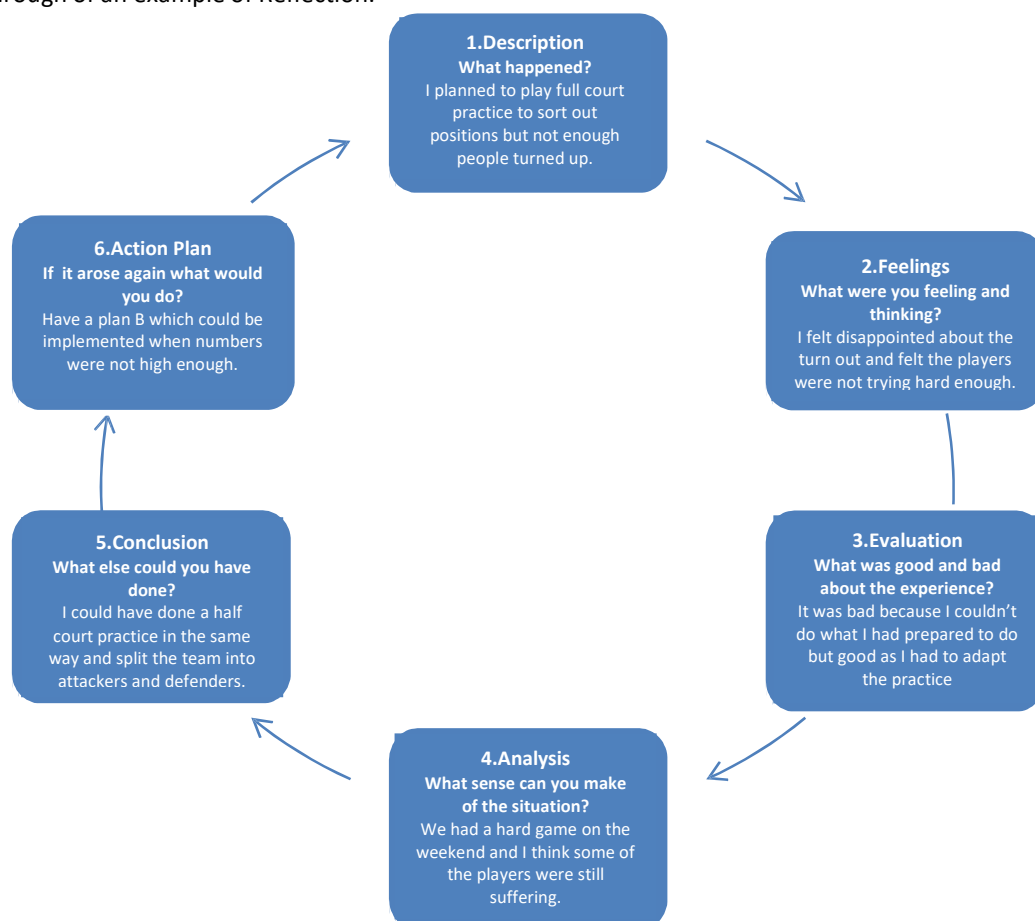 through of an example of Reflection.
1.Description
What happened?
I planned to play full court
practice to sort out
positions but not enough
people turned up.
2.Feelings
What were you feeling and
thinking?
I felt disappointed about the
turn out and felt the players
were not trying hard enough.
3.Evaluation
What was good and bad
about the experience?
It was bad because I couldn’t
do what I had prepared to do
but good as I had to adapt
the practice
4.Analysis
What sense can you make
of the situation?
We had a hard game on the
weekend and I think some of
the players were still
suffering.
5.Conclusion
What else could you have
done?
I could have done a half
court practice in the same
way and split the team into
attackers and defenders.
6.Action Plan
If it arose again what would
you do?
Have a plan B which could be
implemented when numbers
were not high enough.